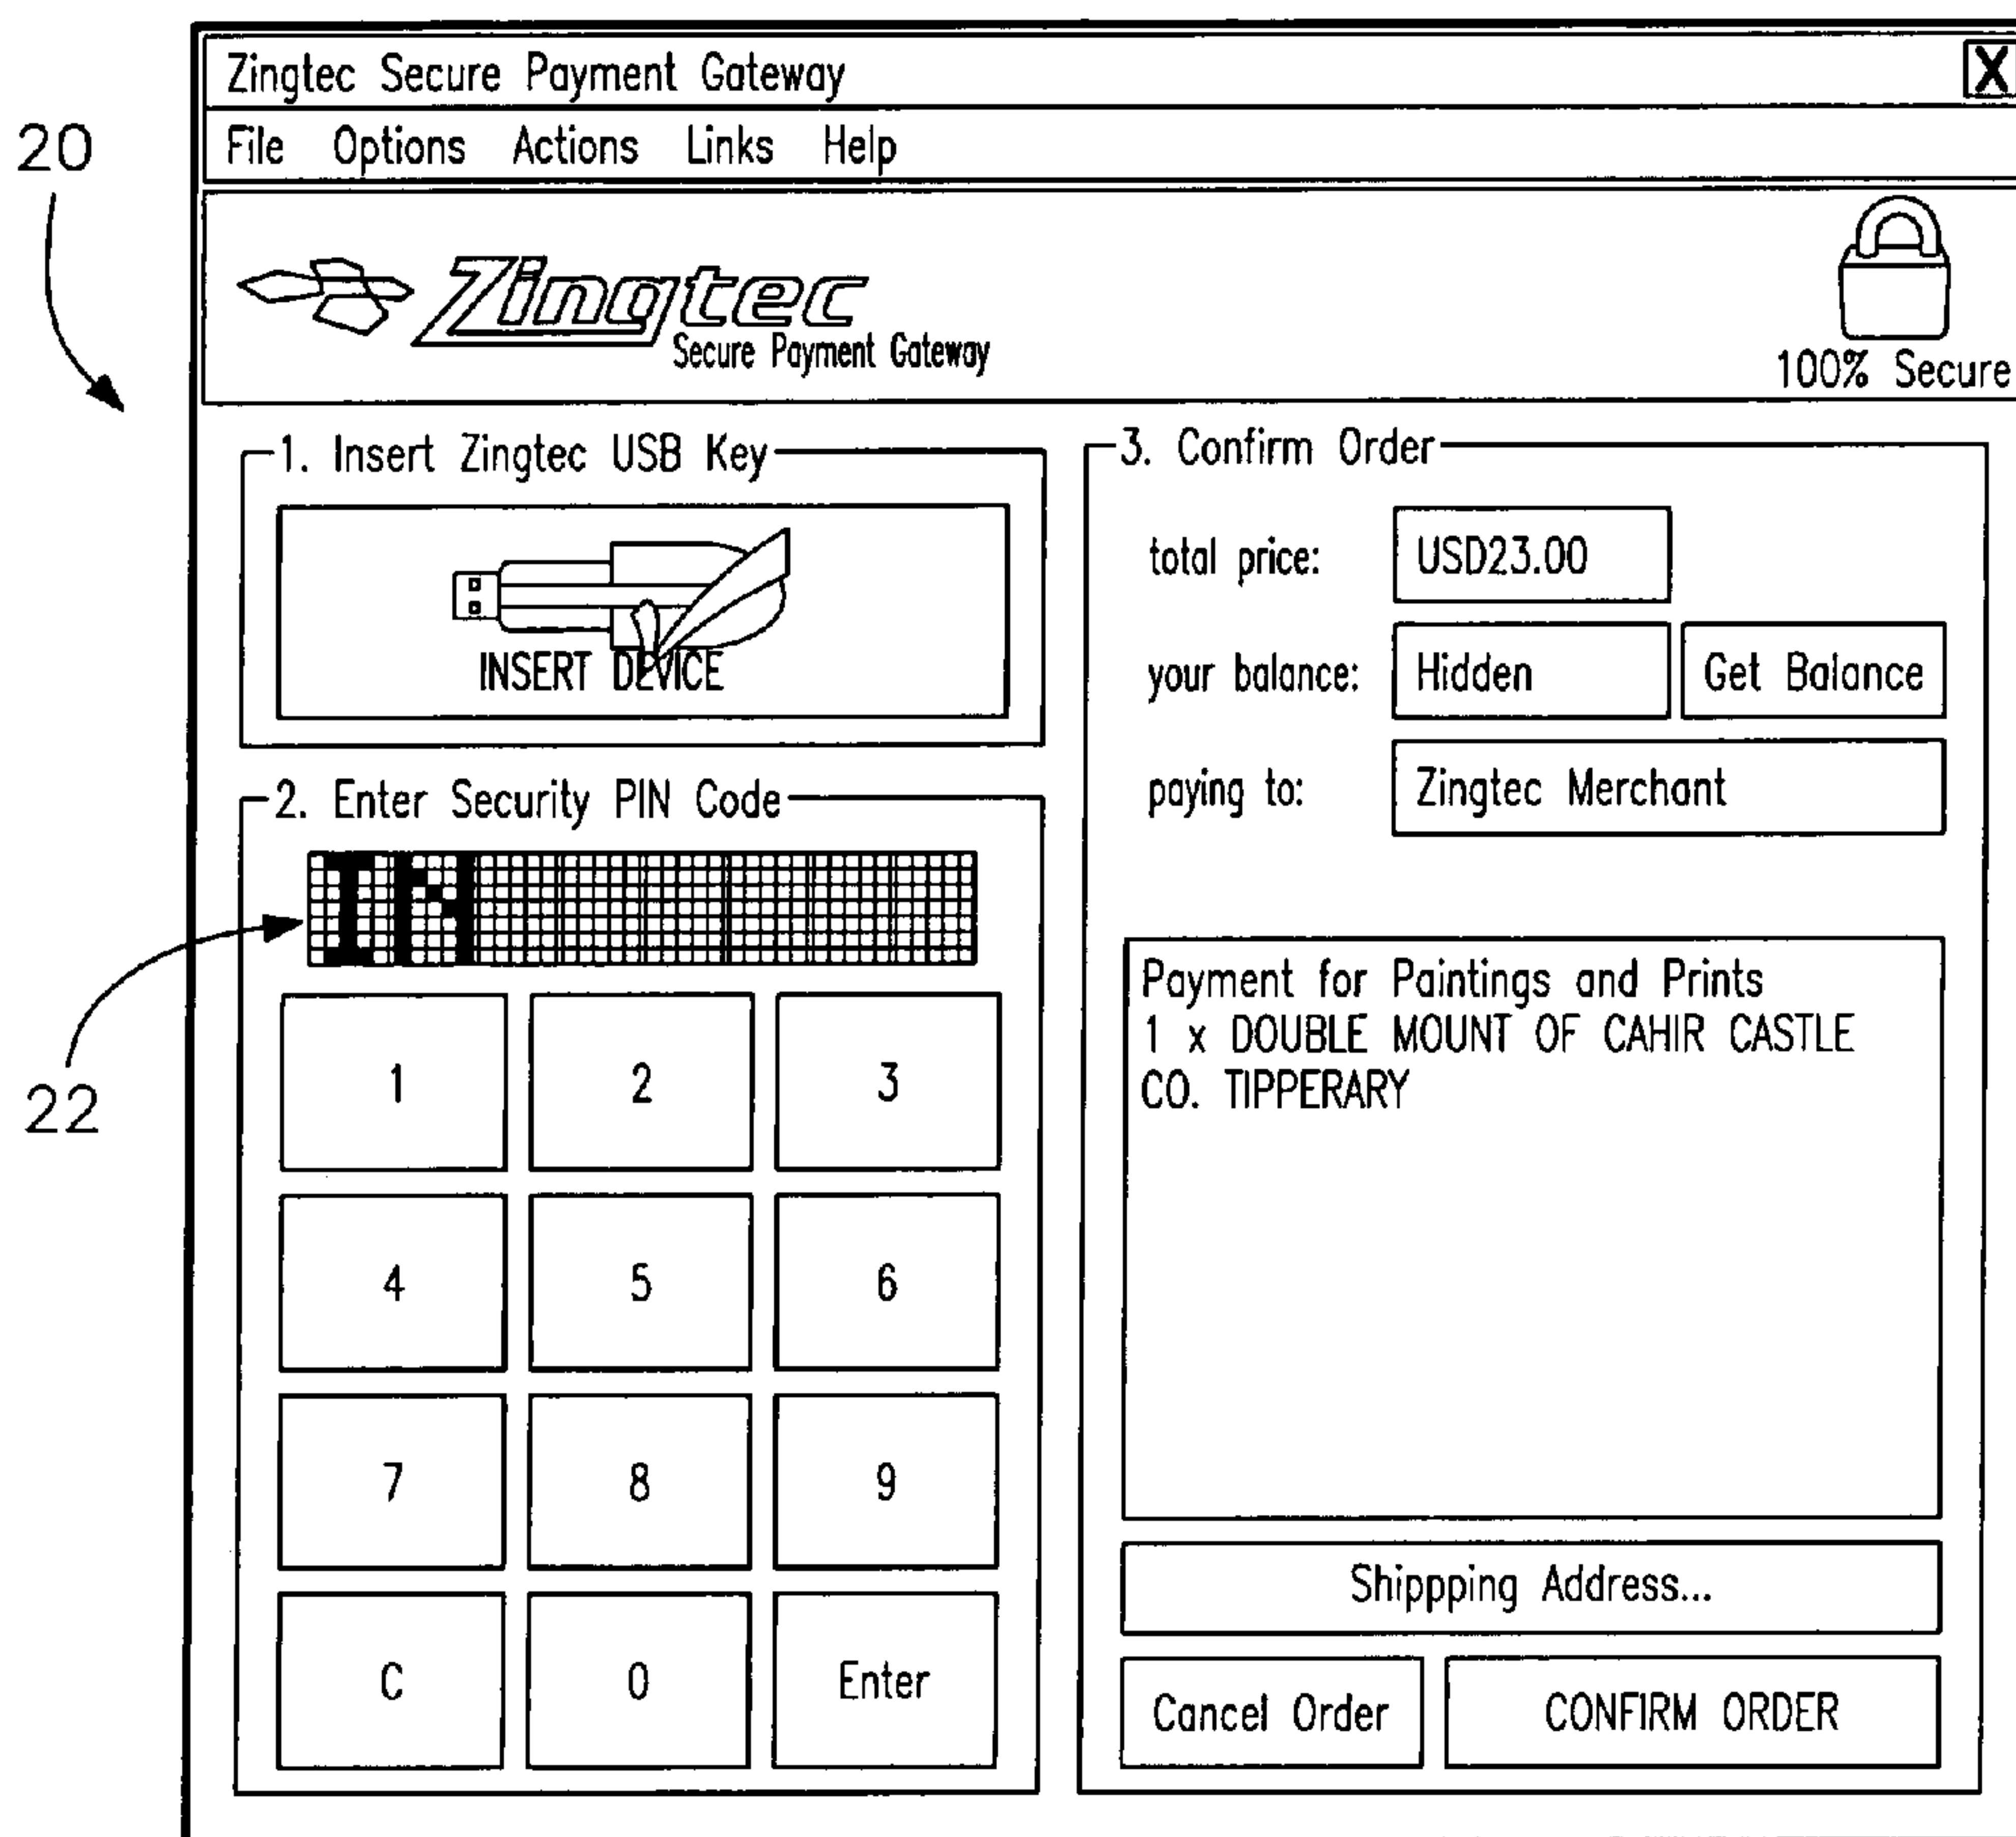 Zingtec Secure Payment Gateway X
File Options Actions Links Help
20
Zingtec
Secure Payment Gateway
100% Secure
1. Insert Zingtec USB Key
INSERT DEVICE
2. Enter Security PIN Code
IN
22
1 2 3
4 5 6
7 8 9
C 0 Enter
3. Confirm Order
total price: USD23.00
your balance: Hidden Get Balance
paying to: Zingtec Merchant
Payment for Paintings and Prints
1 x DOUBLE MOUNT OF CAHIR CASTLE
CO. TIPPERARY
Shippping Address...
Cancel Order CONFIRM ORDER